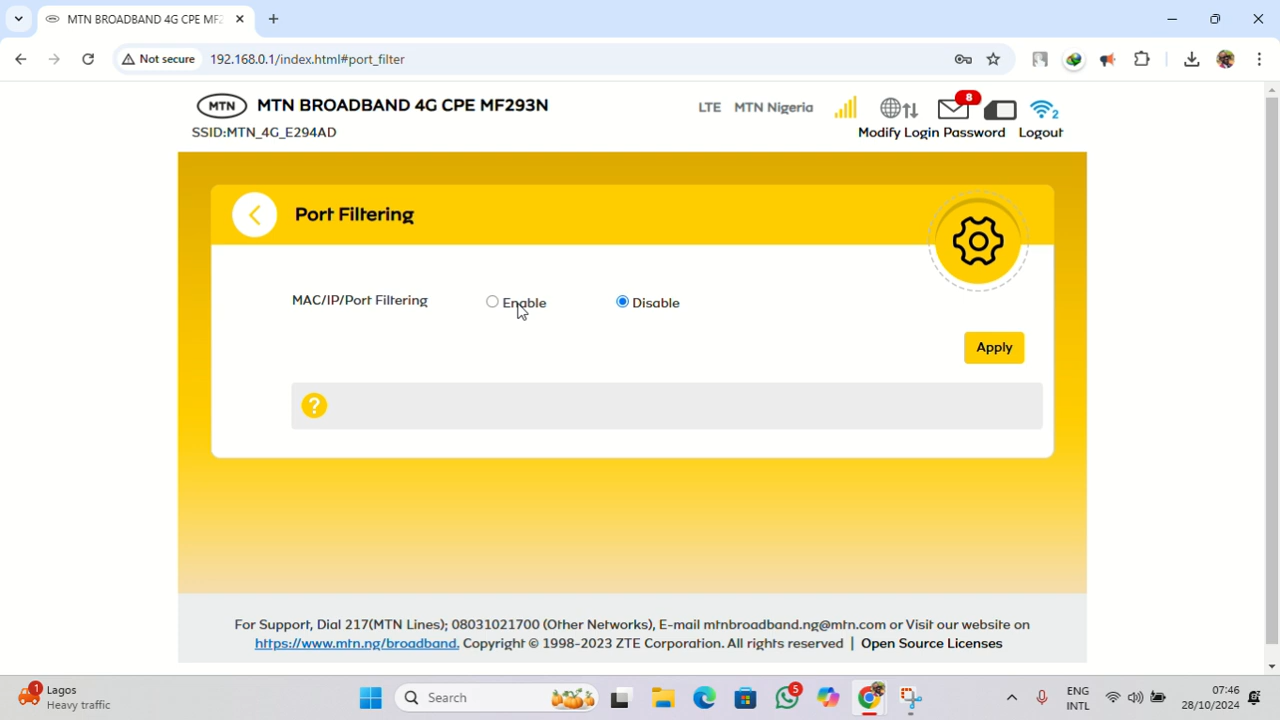 MTN BROADBAND 4G CPE MF2
Not secure 192.168.0.1/index.html#port_filter
MTN MTN BROADBAND 4G CPE MF293N LTE MTN Nigeria 8 2
SSID:MTN_4G_E294AD Modify Login Password Logout
Port Filtering
MAC/IP/Port Filtering Enable Disable
Apply
?
For Support, Dial 217(MTN Lines); 08031021700 (Other Networks), E-mail mtnbroadband.ng@mtn.com or Visit our website on
https://www.mtn.ng/broadband. Copyright © 1998-2023 ZTE Corporation. All rights reserved | Open Source Licenses
1 Lagos Search 5 ENG 07:46
Heavy traffic INTL 28/10/2024